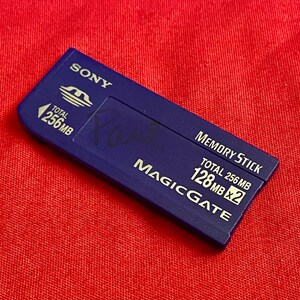 SONY
TOTAL
256MB
MEMORY STICK
TOTAL 256MB
128MB x2
MAGICGATE